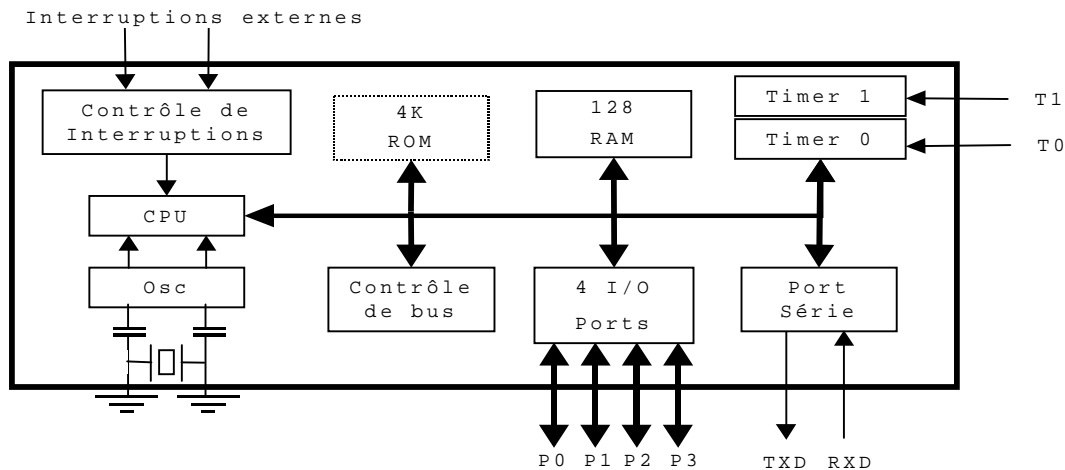 Interruptions externes
Contrôle de
Interruptions
4K
ROM
128
RAM
Timer 1
T1
Timer 0
T0
CPU
Osc
Contrôle
de bus
4 I/O
Ports
Port
Série
P0 P1 P2 P3
TXD RXD